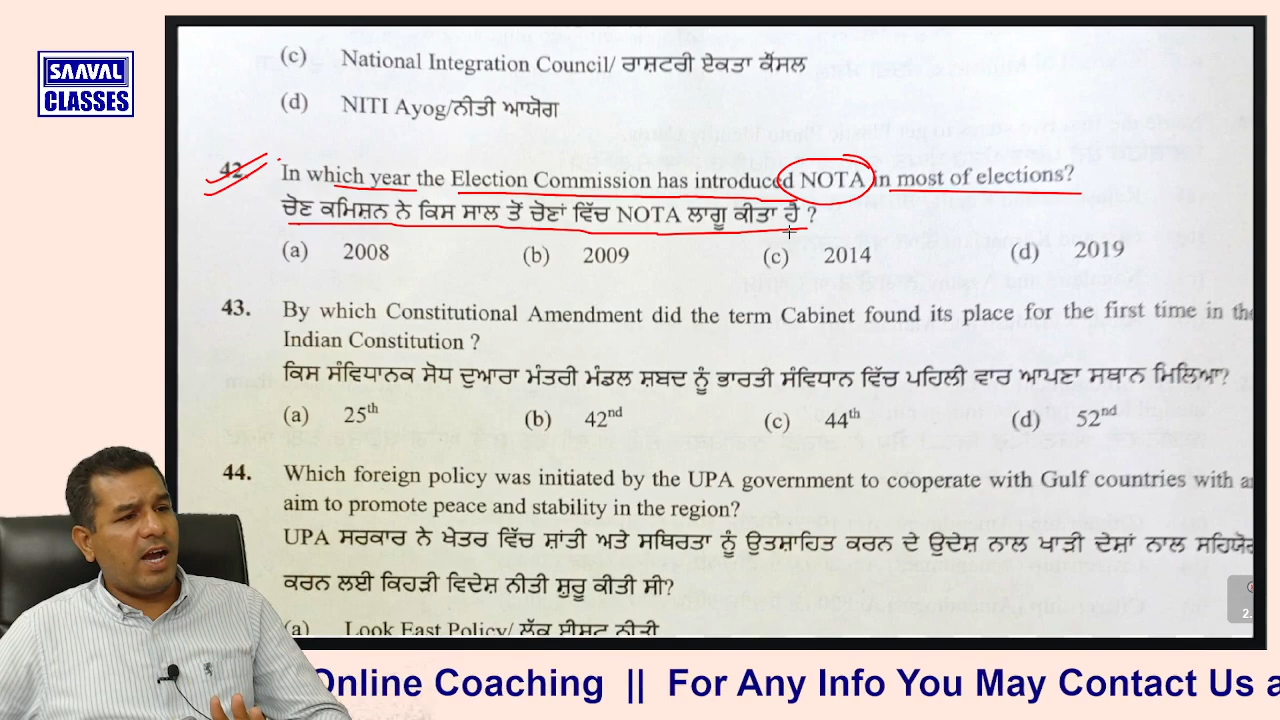 SAAVAL
CLASSES
(c) National Integration Council/ ਰਾਸ਼ਟਰੀ ਏਕਤਾ ਕੌਂਸਲ
(d) NITI Ayog/ਨੀਤੀ ਆਯੋਗ
42. In which year the Election Commission has introduced NOTA in most of elections?
ਚੋਣ ਕਮਿਸ਼ਨ ਨੇ ਕਿਸ ਸਾਲ ਤੋਂ ਚੋਣਾਂ ਵਿੱਚ NOTA ਲਾਗੂ ਕੀਤਾ ਹੈ ?
(a) 2008 (b) 2009 (c) 2014 (d) 2019
43. By which Constitutional Amendment did the term Cabinet found its place for the first time in the
Indian Constitution ?
ਕਿਸ ਸੰਵਿਧਾਨਕ ਸੋਧ ਦੁਆਰਾ ਮੰਤਰੀ ਮੰਡਲ ਸ਼ਬਦ ਨੂੰ ਭਾਰਤੀ ਸੰਵਿਧਾਨ ਵਿੱਚ ਪਹਿਲੀ ਵਾਰ ਆਪਣਾ ਸਥਾਨ ਮਿਲਿਆ?
(a) 25th (b) 42nd (c) 44th (d) 52nd
44. Which foreign policy was initiated by the UPA government to cooperate with Gulf countries with
aim to promote peace and stability in the region?
UPA ਸਰਕਾਰ ਨੇ ਖੇਤਰ ਵਿੱਚ ਸ਼ਾਂਤੀ ਅਤੇ ਸਥਿਰਤਾ ਨੂੰ ਉਤਸ਼ਾਹਿਤ ਕਰਨ ਦੇ ਉਦੇਸ਼ ਨਾਲ ਖਾੜੀ ਦੇਸ਼ਾਂ ਨਾਲ ਸਹਿਯੋਗ
ਕਰਨ ਲਈ ਕਿਹੜੀ ਵਿਦੇਸ਼ ਨੀਤੀ ਸ਼ੁਰੂ ਕੀਤੀ ਸੀ?
(a) Look East Policy/ ਲੁੱਕ ਈਸਟ ਨੀਤੀ
Online Coaching || For Any Info You May Contact Us a